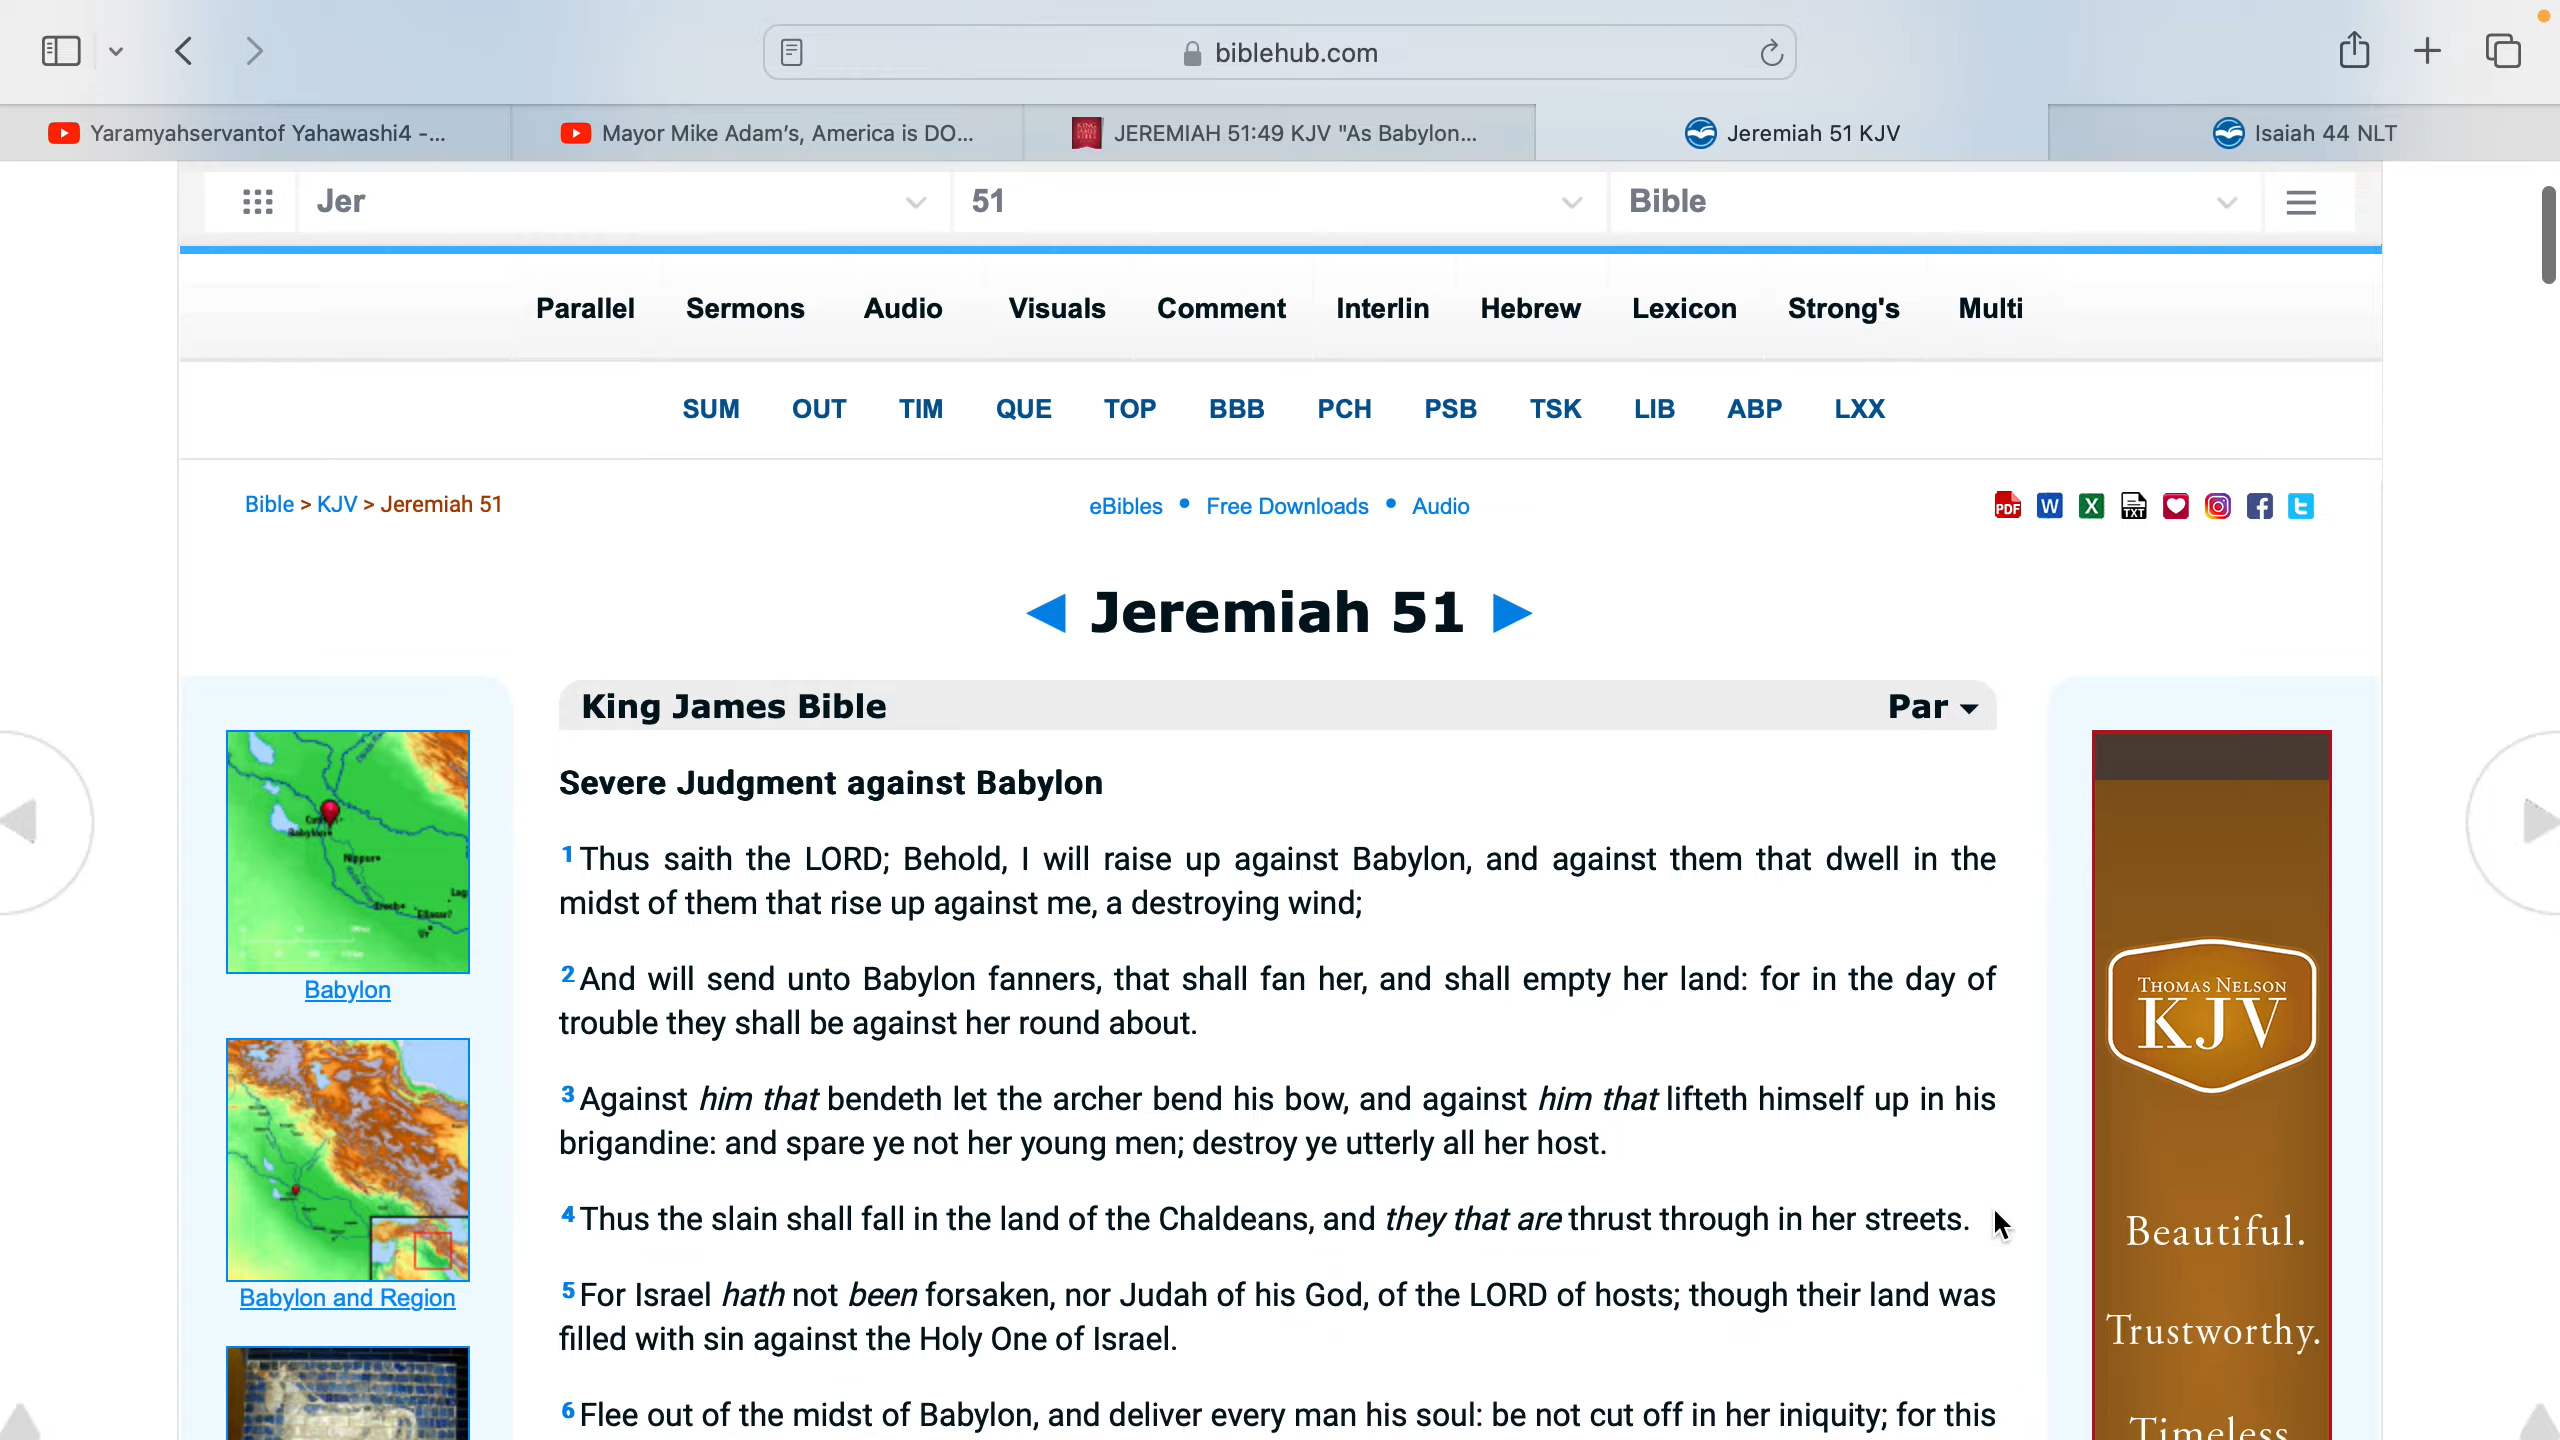 biblehub.com
Yaramyahservantof Yahawashi4 -...
Mayor Mike Adam's, America is DO...
JEREMIAH 51:49 KJV "As Babylon...
Jeremiah 51 KJV
Isaiah 44 NLT
Jer
51
Bible
Parallel Sermons Audio Visuals Comment Interlin Hebrew Lexicon Strong's Multi
SUM OUT TIM QUE TOP BBB PCH PSB TSK LIB ABP LXX
Bible > KJV > Jeremiah 51
eBibles • Free Downloads • Audio
PDF W X TXT
◄ Jeremiah 51 ►
King James Bible
Par
Severe Judgment against Babylon
1 Thus saith the LORD; Behold, I will raise up against Babylon, and against them that dwell in the
midst of them that rise up against me, a destroying wind;
2 And will send unto Babylon fanners, that shall fan her, and shall empty her land: for in the day of
trouble they shall be against her round about.
3 Against him that bendeth let the archer bend his bow, and against him that lifteth himself up in his
brigandine: and spare ye not her young men; destroy ye utterly all her host.
4 Thus the slain shall fall in the land of the Chaldeans, and they that are thrust through in her streets.
5 For Israel hath not been forsaken, nor Judah of his God, of the LORD of hosts; though their land was
filled with sin against the Holy One of Israel.
6 Flee out of the midst of Babylon, and deliver every man his soul: be not cut off in her iniquity; for this
Babylon
Nippur
Ur
Babylon
Babylon and Region
THOMAS NELSON
KJV
Beautiful.
Trustworthy.
Timeless